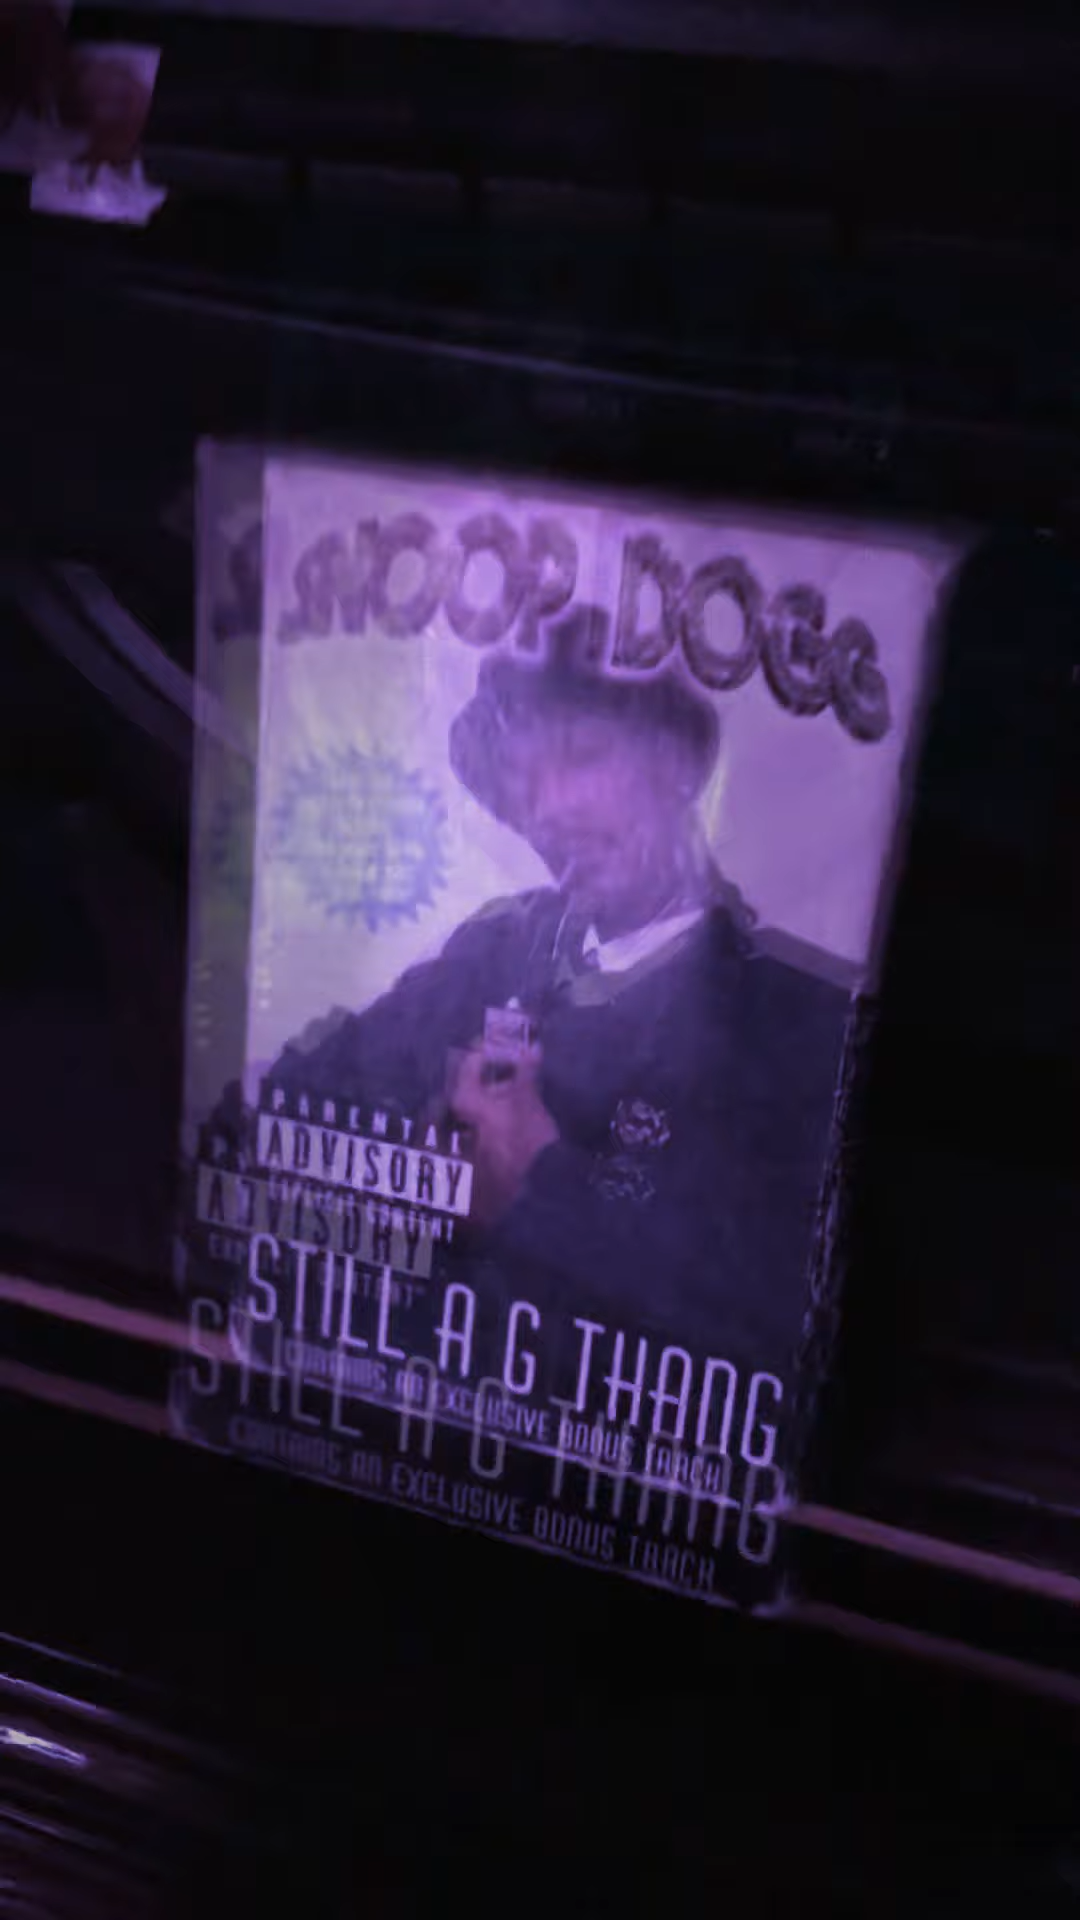 SNOOP DOGG
PARENTAL
ADVISORY
EXPLICIT CONTENT
STILL A G THANG
CONTAINS AN EXCLUSIVE BONUS TRACK